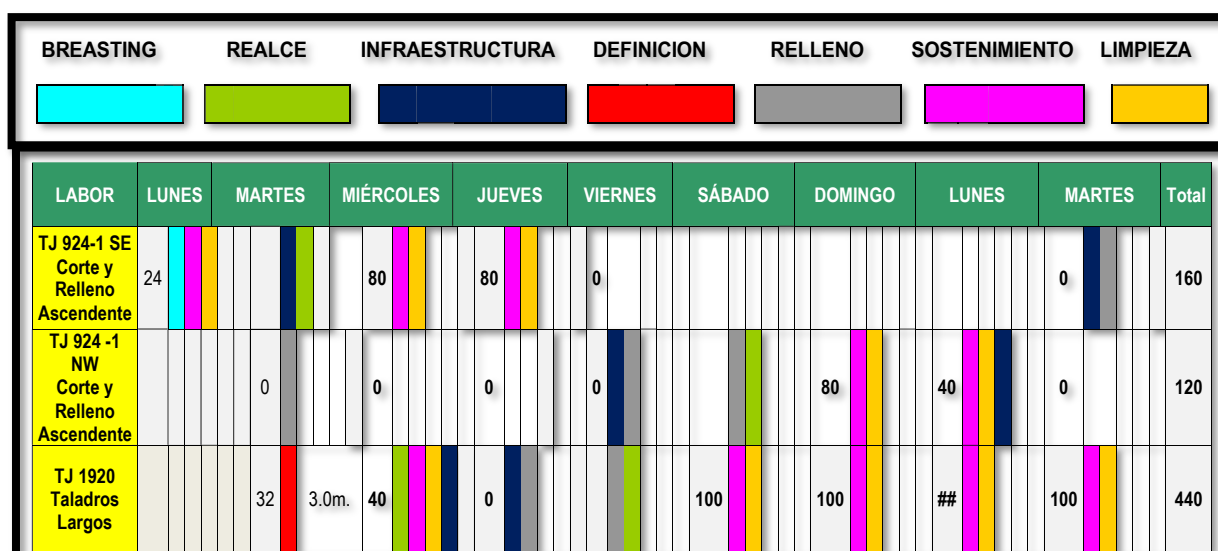 BREASTING REALCE INFRAESTRUCTURA DEFINICION RELLENO SOSTENIMIENTO LIMPIEZA
LABOR LUNES MARTES MIÉRCOLES JUEVES VIERNES SÁBADO DOMINGO LUNES MARTES Total
TJ 924-1 SE
Corte y
Relleno
Ascendente
24 80 80 0 0 160
TJ 924 -1
NW
Corte y
Relleno
Ascendente
0 0 0 0 80 40 0 120
TJ 1920
Taladros
Largos
32 3.0m. 40 0 100 100 ## 100 440